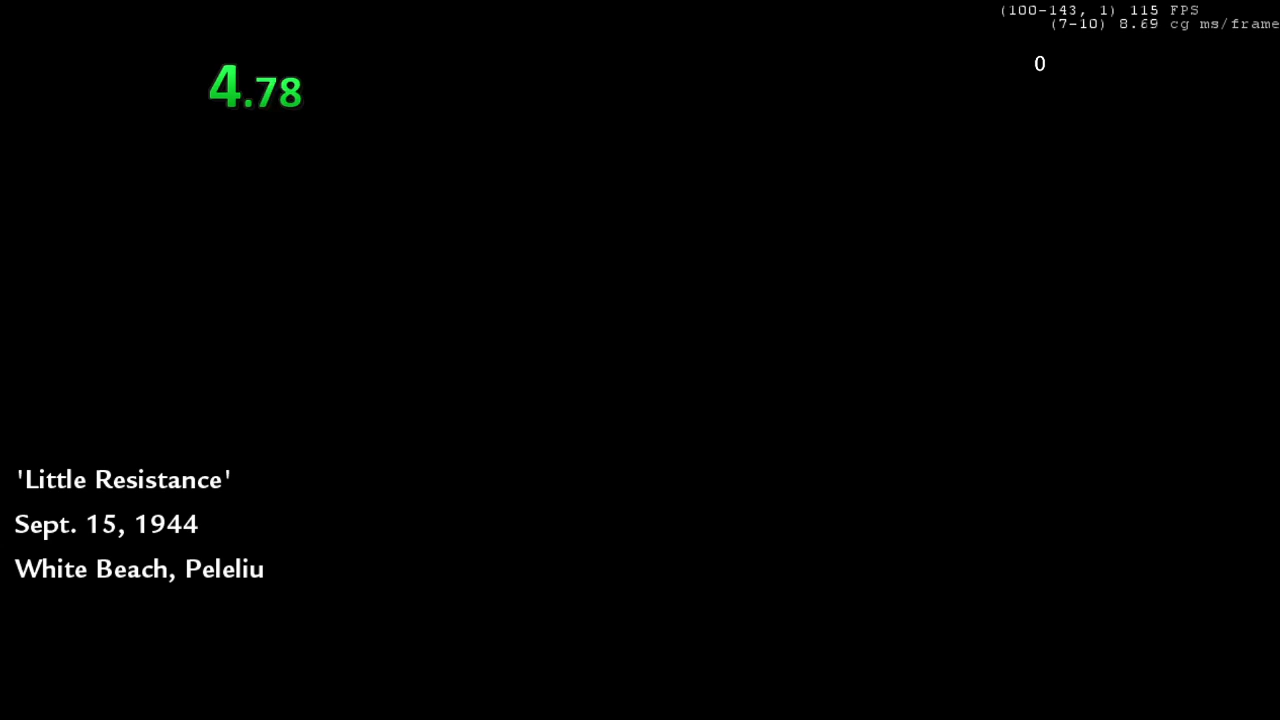 (100-143, 1) 115 FPS
(7-10) 8.69 cg ms/frame
0
4.78
'Little Resistance'
Sept. 15, 1944
White Beach, Peleliu